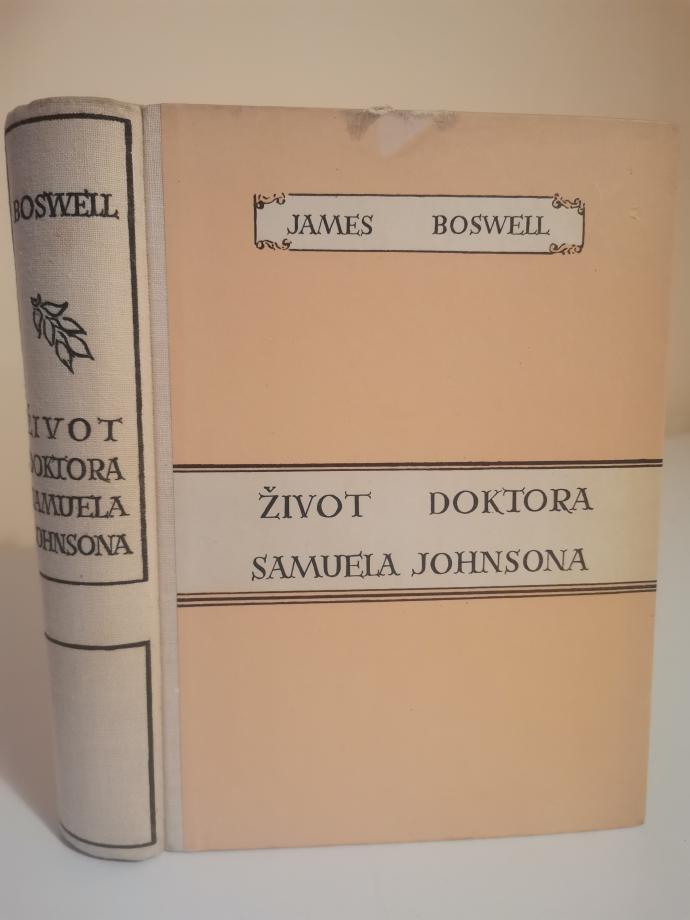 BOSWELL
ŽIVOT
DOKTORA
SAMUELA
JOHNSONA
JAMES BOSWELL
ŽIVOT DOKTORA
SAMUELA JOHNSONA